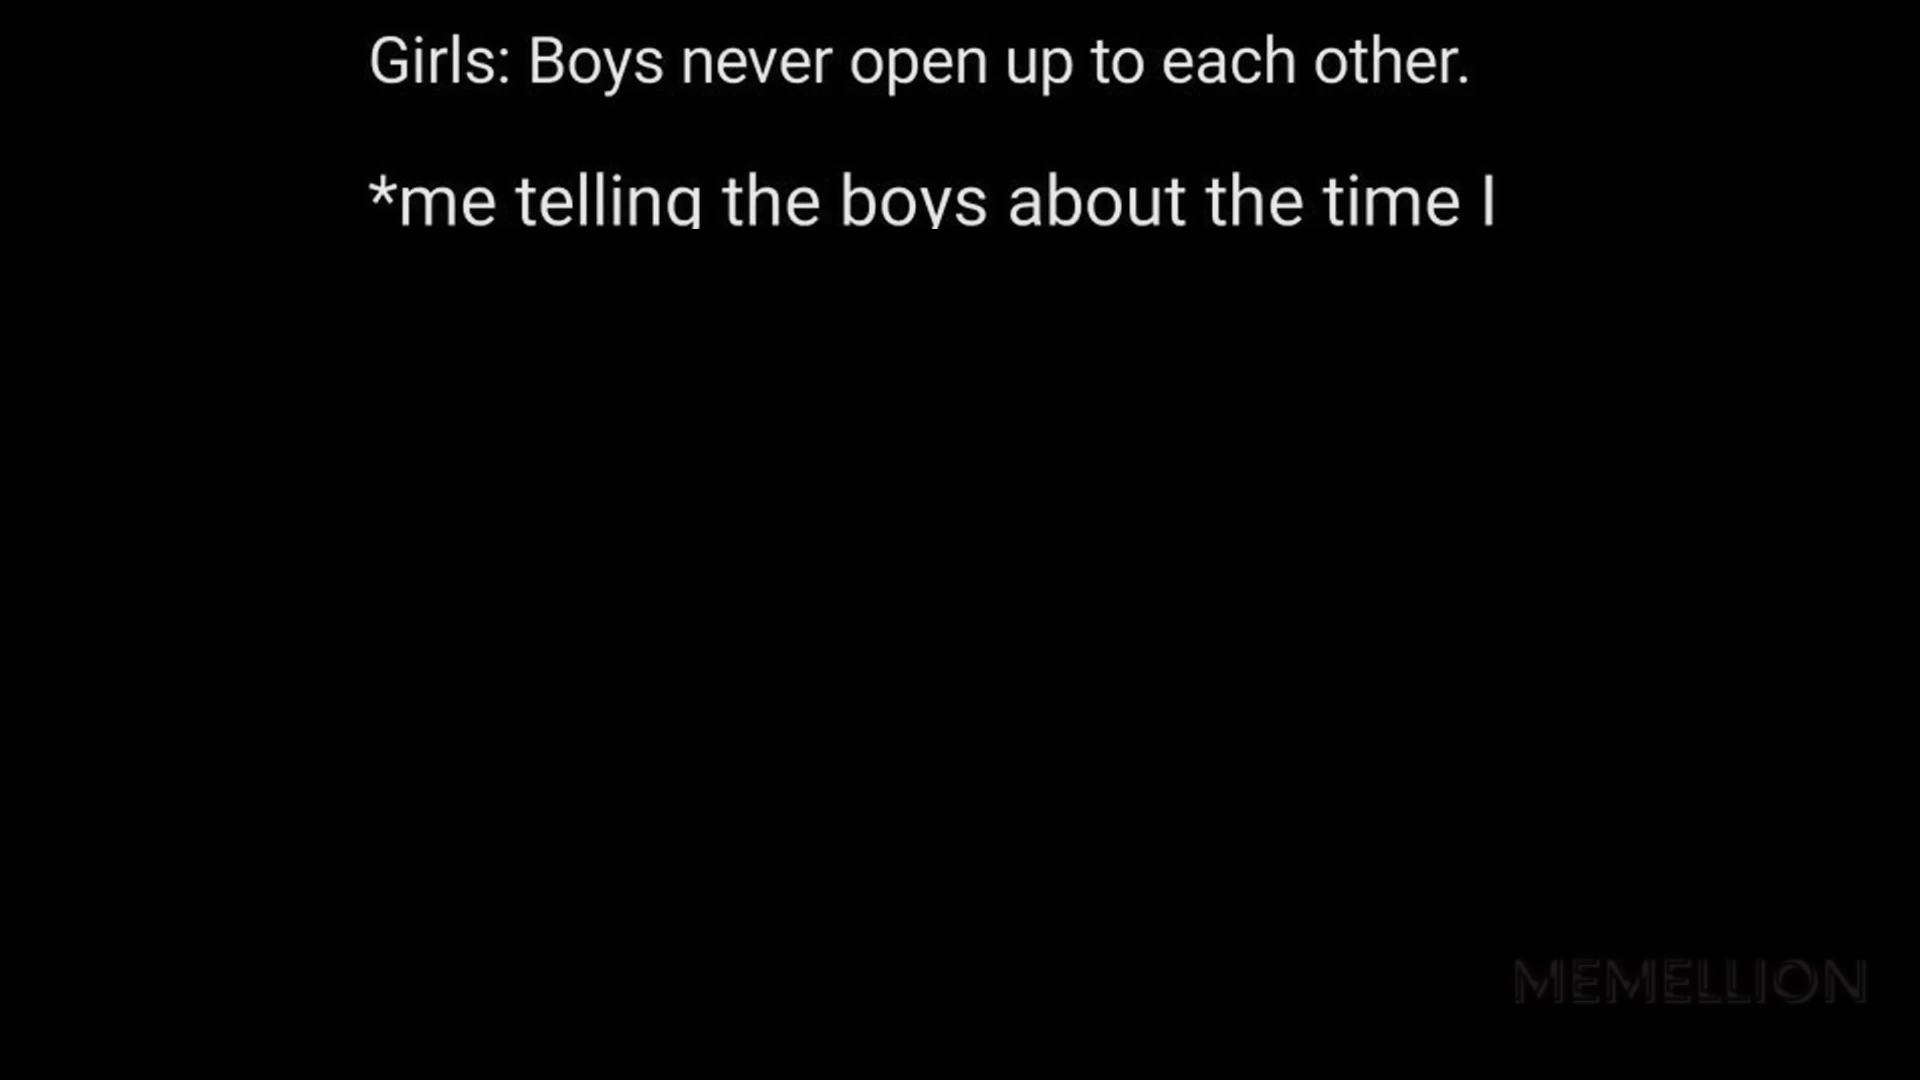 Girls: Boys never open up to each other.
*me telling the boys about the time I
MEMELLION